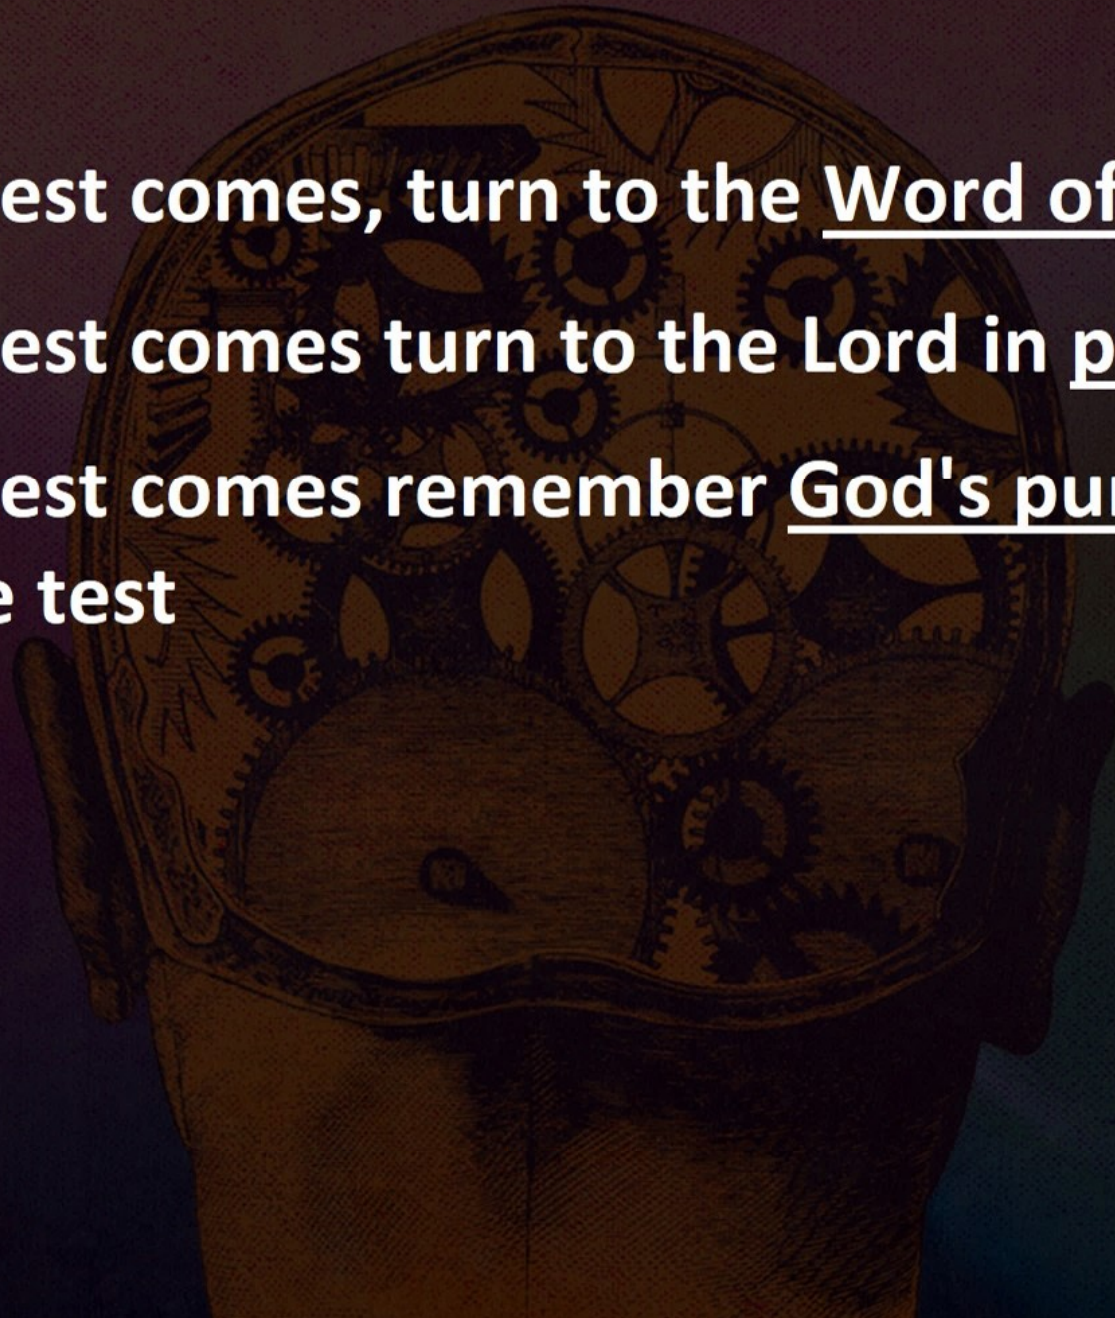 est comes, turn to the Word of
est comes turn to the Lord in p
est comes remember God's pur
e test